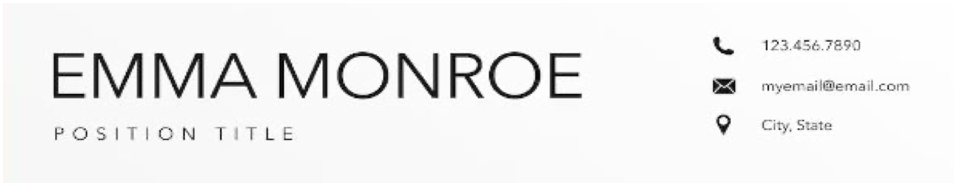 EMMA MONROE
POSITION TITLE
123.456.7890
myemail@email.com
City, State